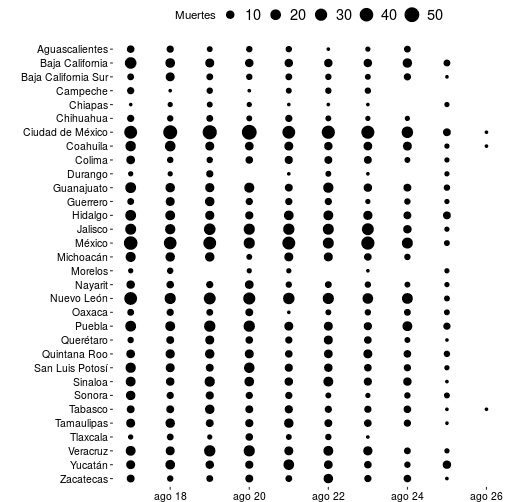 Muertes 10 20 30 40 50
Aguascalientes
Baja California
Baja California Sur
Campeche
Chiapas
Chihuahua
Ciudad de México
Coahuila
Colima
Durango
Guanajuato
Guerrero
Hidalgo
Jalisco
México
Michoacán
Morelos
Nayarit
Nuevo León
Oaxaca
Puebla
Querétaro
Quintana Roo
San Luis Potosí
Sinaloa
Sonora
Tabasco
Tamaulipas
Tlaxcala
Veracruz
Yucatán
Zacatecas
ago 18 ago 20 ago 22 ago 24 ago 26